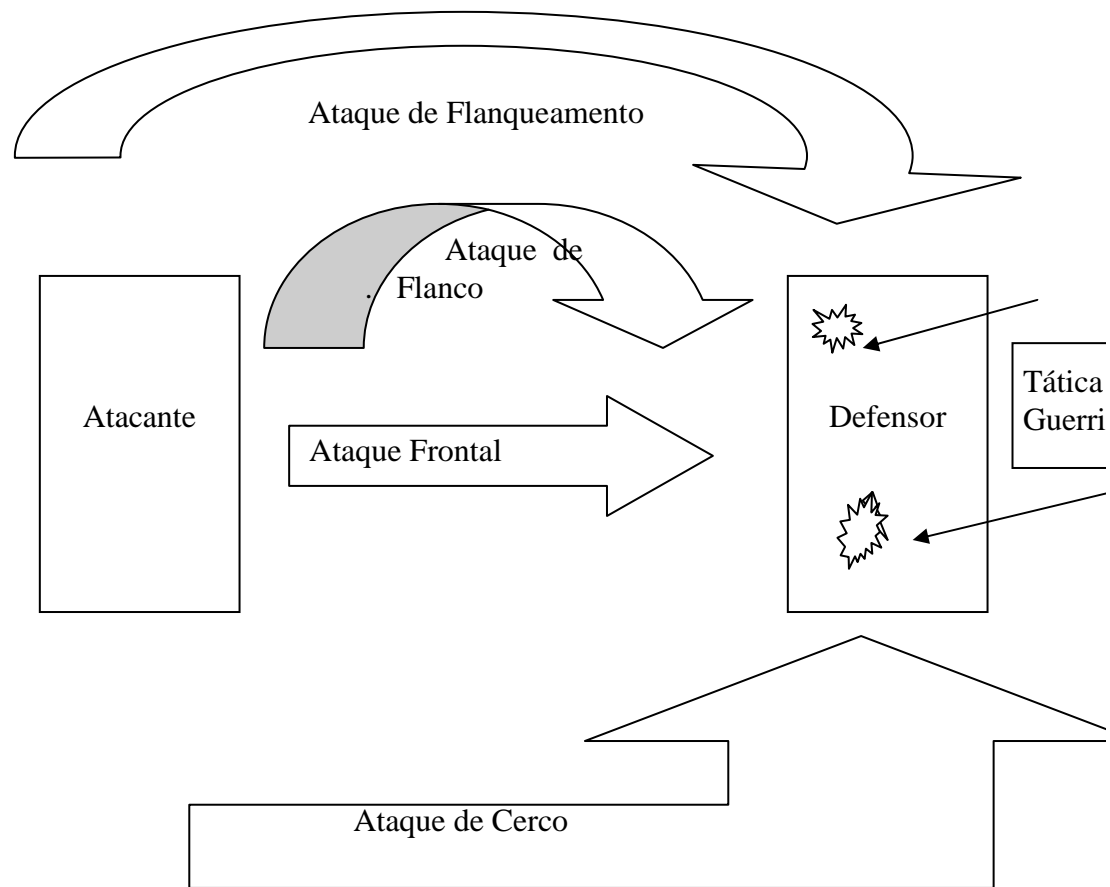 Ataque de Flanqueamento
Ataque de
. Flanco
Atacante
Ataque Frontal
Defensor
Tática
Ataque de Cerco